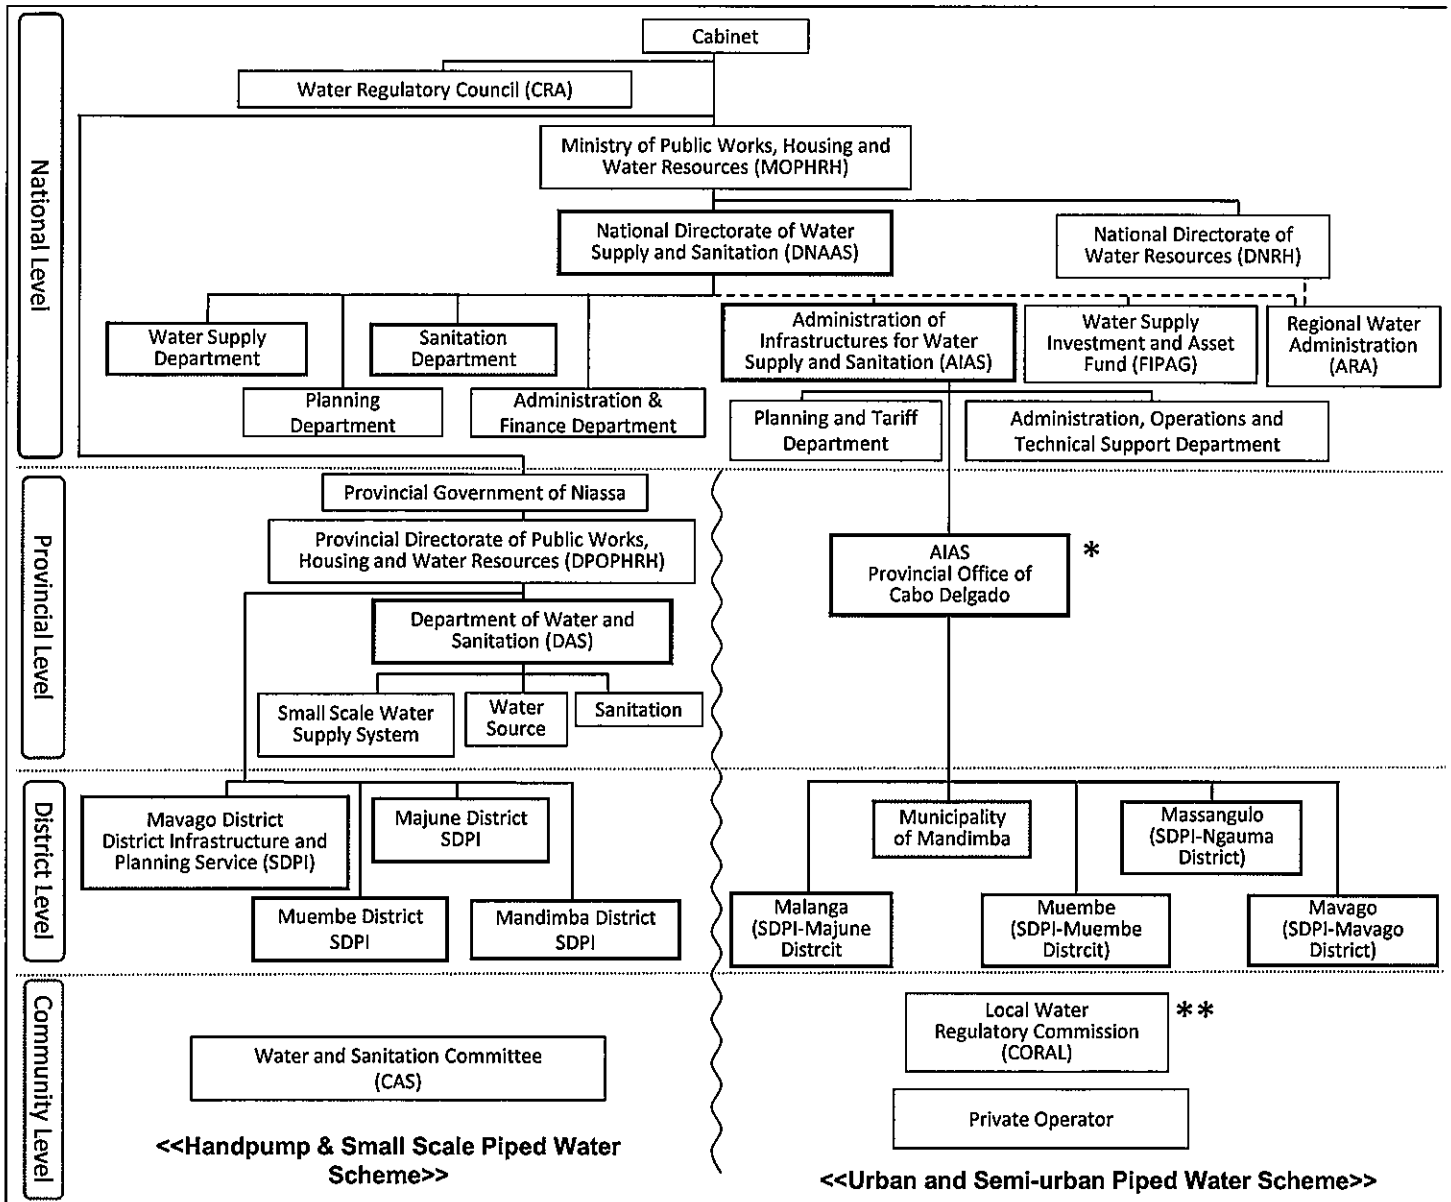 Cabinet
Water Regulatory Council (CRA)
National Level
Ministry of Public Works, Housing and
Water Resources (MOPHRH)
National Directorate of Water
Supply and Sanitation (DNAAS)
National Directorate of
Water Resources (DNRH)
Water Supply
Department
Sanitation
Department
Administration of
Infrastructures for Water
Supply and Sanitation (AIAS)
Water Supply
Investment and Asset
Fund (FIPAG)
Regional Water
Administration
(ARA)
Planning
Department
Administration &
Finance Department
Planning and Tariff
Department
Administration, Operations and
Technical Support Department
Provincial Level
Provincial Government of Niassa
Provincial Directorate of Public Works,
Housing and Water Resources (DPOPHRH)
Department of Water and
Sanitation (DAS)
Small Scale Water
Supply System
Water
Source
Sanitation
AIAS
Provincial Office of
Cabo Delgado
*
District Level
Mavago District
District Infrastructure and
Planning Service (SDPI)
Majune District
SDPI
Muembe District
SDPI
Mandimba District
SDPI
Municipality
of Mandimba
Massangulo
(SDPI-Ngauma
District)
Malanga
(SDPI-Majune
Distrcit
Muembe
(SDPI-Muembe
Distrcit)
Mavago
(SDPI-Mavago
District)
Community Level
Water and Sanitation Committee
(CAS)
<<Handpump & Small Scale Piped Water
Scheme>>
Local Water
Regulatory Commission
(CORAL)
**
Private Operator
<<Urban and Semi-urban Piped Water Scheme>>